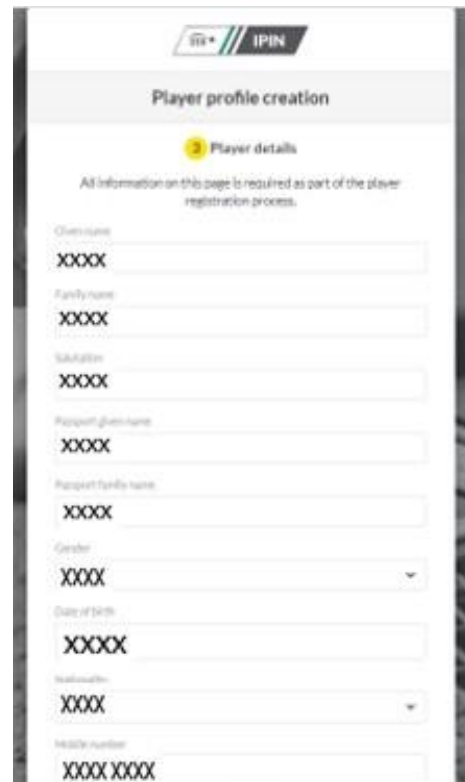 IPIN
Player profile creation
3 Player details
All information on this page is required as part of the player
registration process.
Given name
XXXX
Family name
XXXX
Salutation
XXXX
Passport given name
XXXX
Passport family name
XXXX
Gender
XXXX
Date of birth
XXXX
Nationality
XXXX
Mobile number
XXXX XXXX